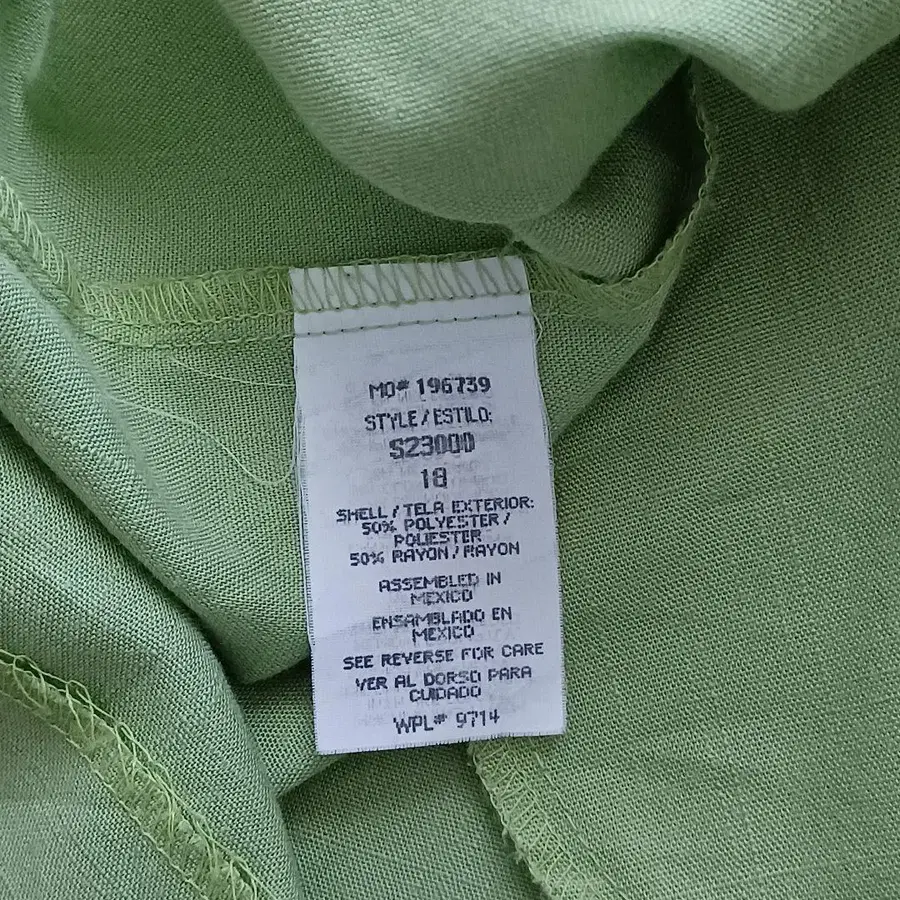 MO# 196739
STYLE/ESTILO:
S23000
18
SHELL/TELA EXTERIOR:
50% POLYESTER/
POLIESTER
50% RAYON/RAYON
ASSEMBLED IN
MEXICO
ENSAMBLADO EN
MEXICO
SEE REVERSE FOR CARE
VER AL DORSO PARA
CUIDADO
WPL# 9714